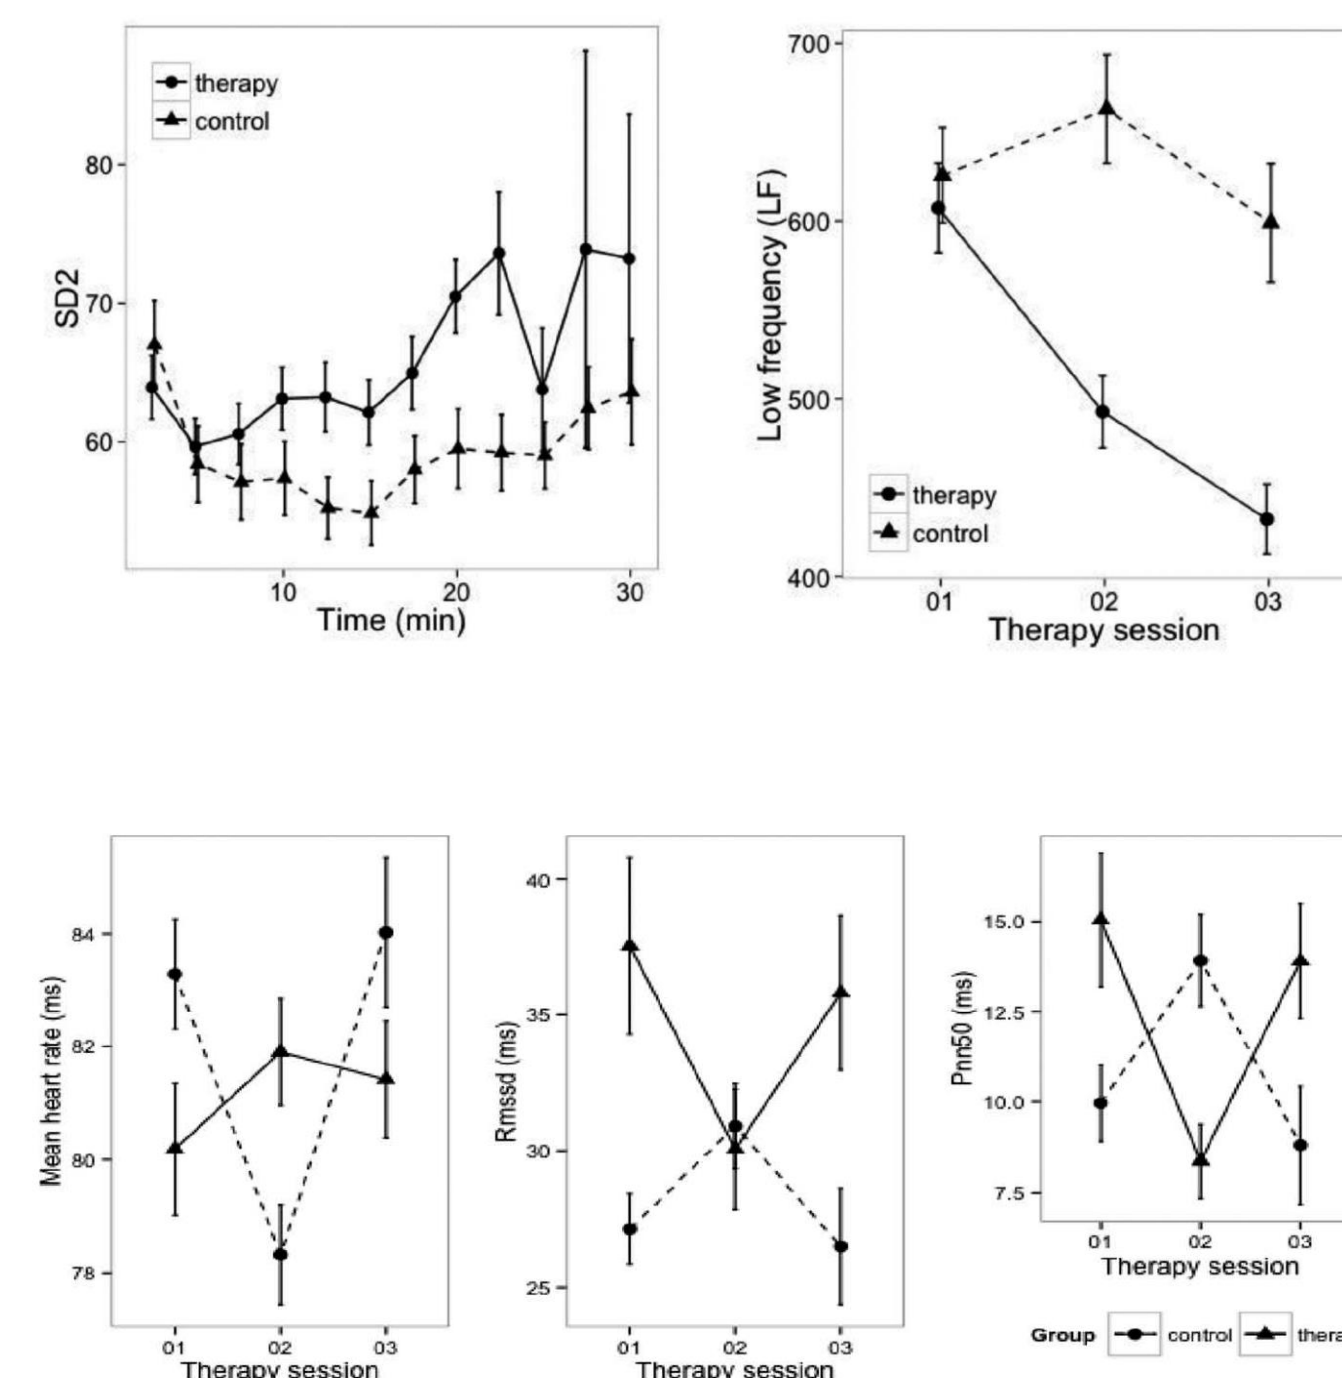 therapy
control
80
70
60
SD2
10 20 30
Time (min)
700
600
500
400
Low frequency (LF)
therapy
control
01 02 03
Therapy session
84
82
80
78
Mean heart rate (ms)
01 02 03
Therapy session
40
35
30
25
Rmssd (ms)
01 02 03
Therapy session
15.0
12.5
10.0
7.5
Pnn50 (ms)
01 02 03
Therapy session
Group control thera